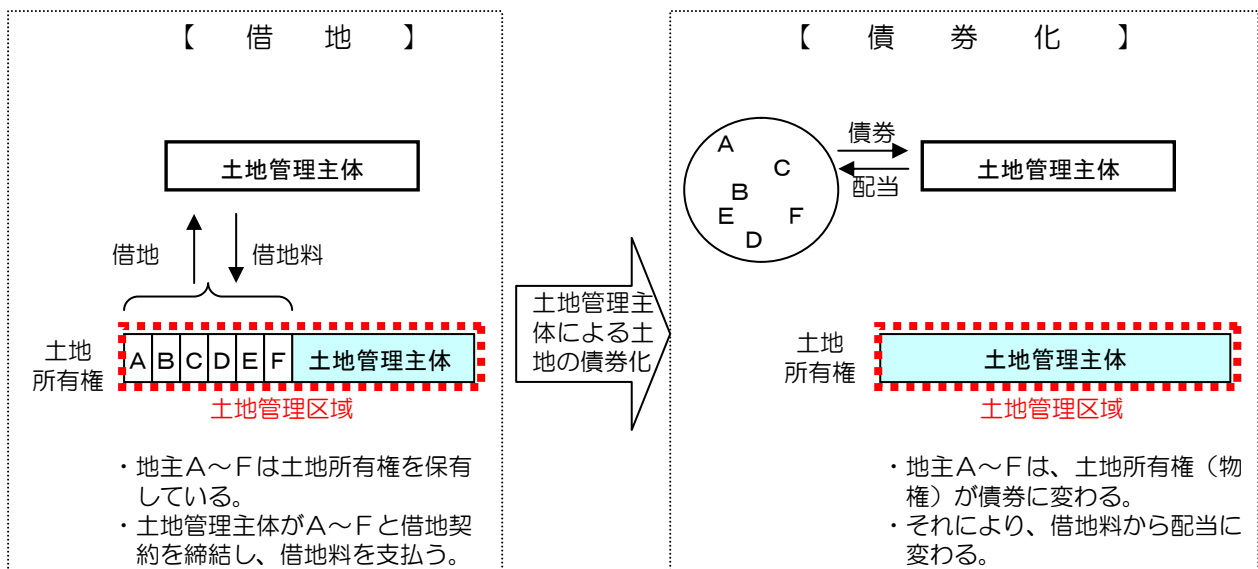 【 借 地 】
土地管理主体
借地
借地料
土地
所有権
A B C D E F 土地管理主体
土地管理区域
・地主A～Fは土地所有権を保有
している。
・土地管理主体がA～Fと借地契
約を締結し、借地料を支払う。
土地管理主
体による土
地の債券化
【 債 券 化 】
A
C
B
E
F
D
債券
配当
土地管理主体
土地
所有権
土地管理主体
土地管理区域
・地主A～Fは、土地所有権（物
権）が債券に変わる。
・それにより、借地料から配当に
変わる。